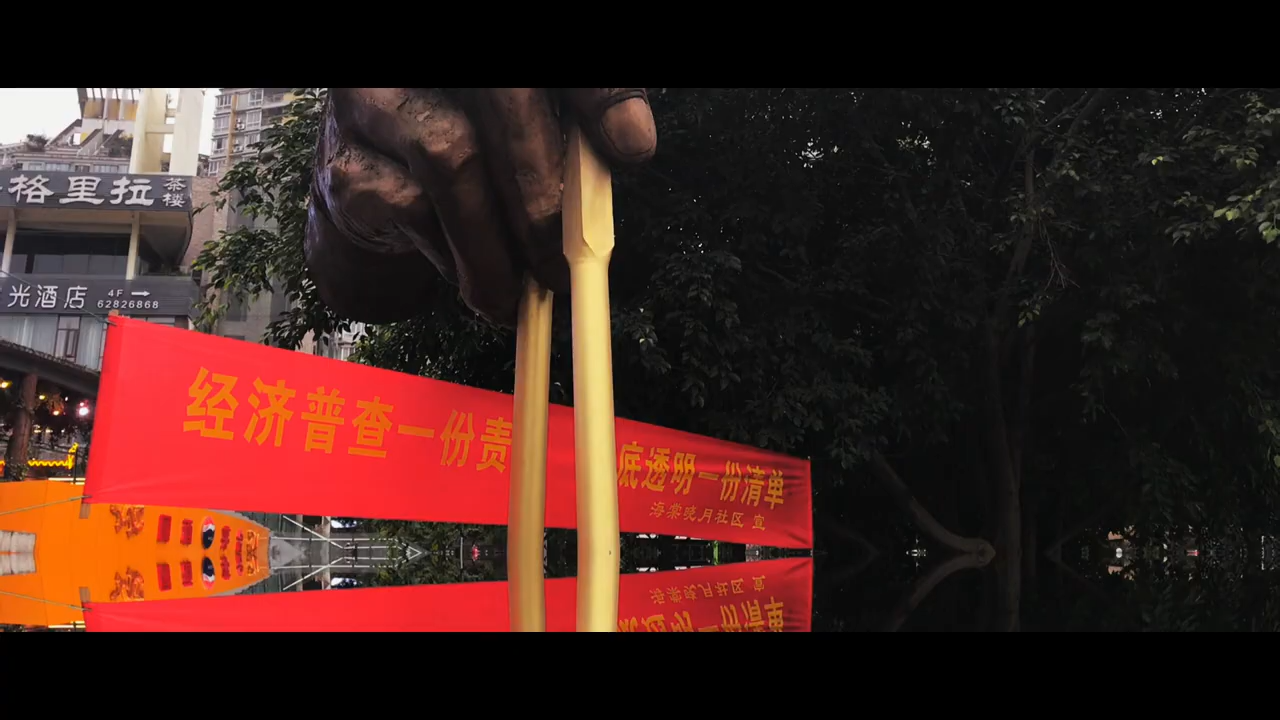 格里拉 茶楼
光酒店 4F
62826868
经济普查一份责 底透明一份清单
海棠晓月社区 宣